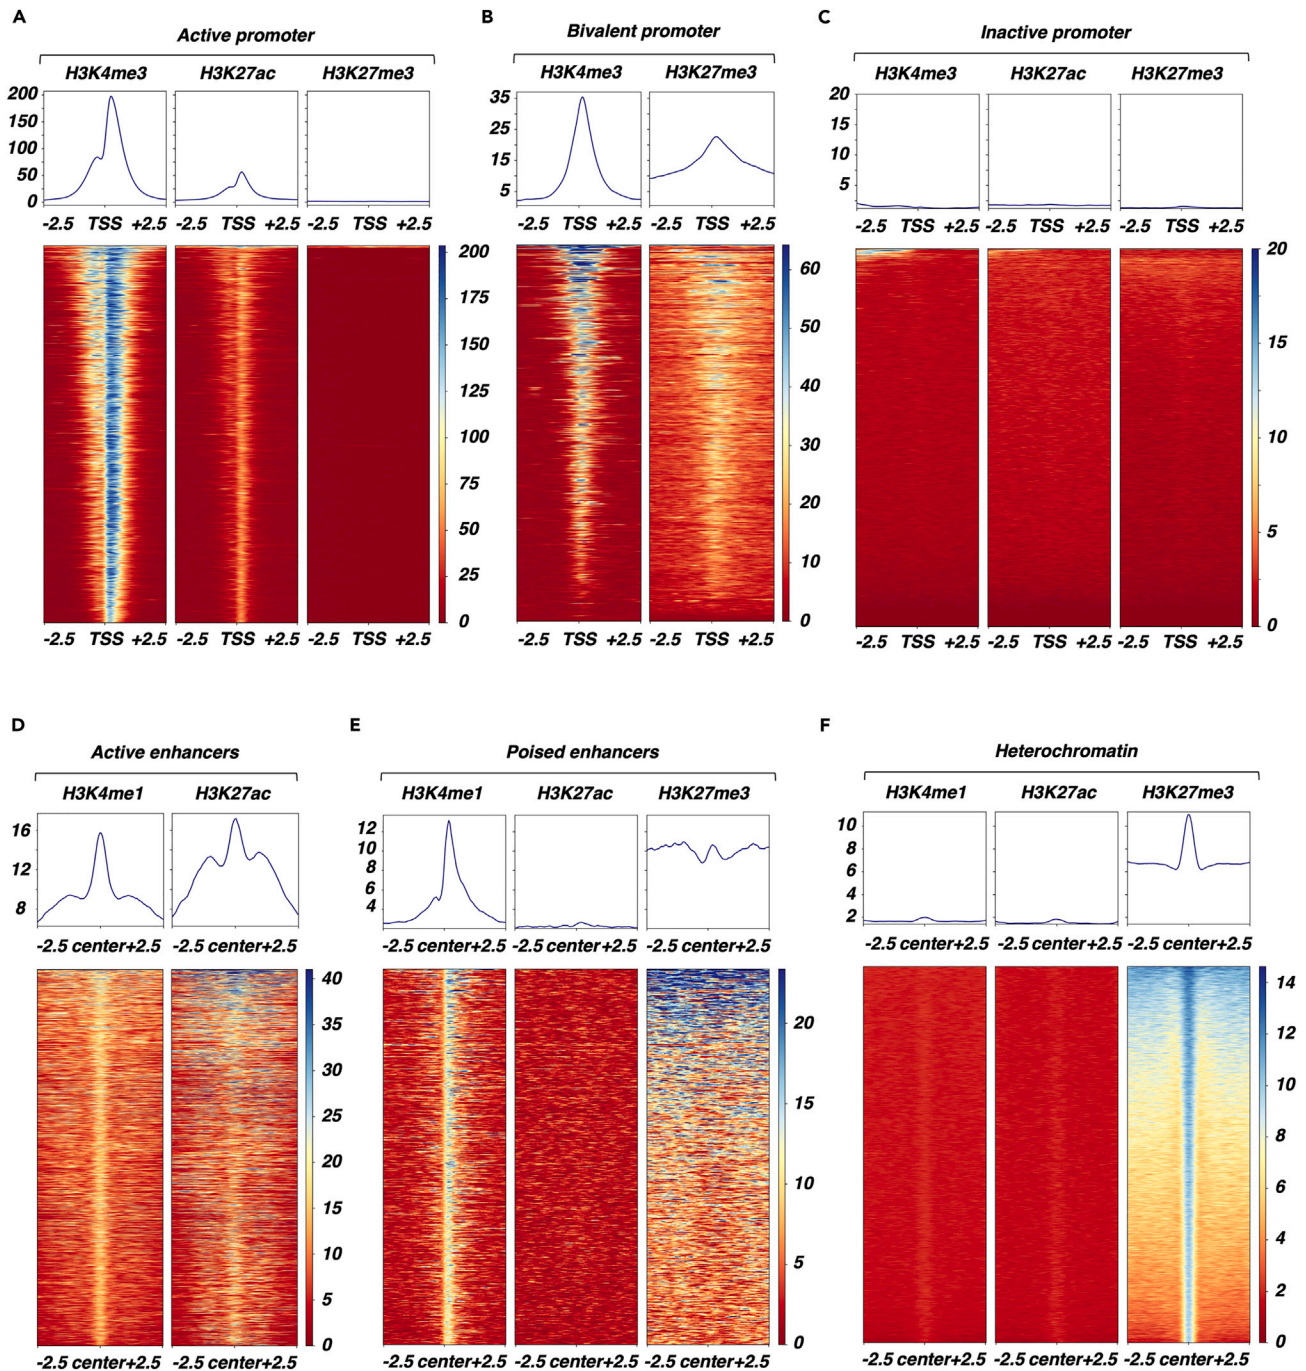 A
Active promoter
H3K4me3 H3K27ac H3K27me3
200
150
100
50
0
-2.5 TSS +2.5 -2.5 TSS +2.5 -2.5 TSS +2.5
200
175
150
125
100
75
50
25
0
-2.5 TSS +2.5 -2.5 TSS +2.5 -2.5 TSS +2.5
B
Bivalent promoter
H3K4me3 H3K27me3
35
25
15
5
-2.5 TSS +2.5 -2.5 TSS +2.5
60
50
40
30
20
10
0
-2.5 TSS +2.5 -2.5 TSS +2.5
C
Inactive promoter
H3K4me3 H3K27ac H3K27me3
20
15
10
5
-2.5 TSS +2.5 -2.5 TSS +2.5 -2.5 TSS +2.5
20
15
10
5
0
-2.5 TSS +2.5 -2.5 TSS +2.5 -2.5 TSS +2.5
D
Active enhancers
H3K4me1 H3K27ac
16
12
8
-2.5 center+2.5 -2.5 center+2.5
40
35
30
25
20
15
10
5
0
-2.5 center+2.5 -2.5 center+2.5
E
Poised enhancers
H3K4me1 H3K27ac H3K27me3
12
10
8
6
4
-2.5 center+2.5 -2.5 center+2.5 -2.5 center+2.5
20
15
10
5
0
-2.5 center+2.5 -2.5 center+2.5 -2.5 center+2.5
F
Heterochromatin
H3K4me1 H3K27ac H3K27me3
10
8
6
4
2
-2.5 center+2.5 -2.5 center+2.5 -2.5 center+2.5
14
12
10
8
6
4
2
0
-2.5 center+2.5 -2.5 center+2.5 -2.5 center+2.5